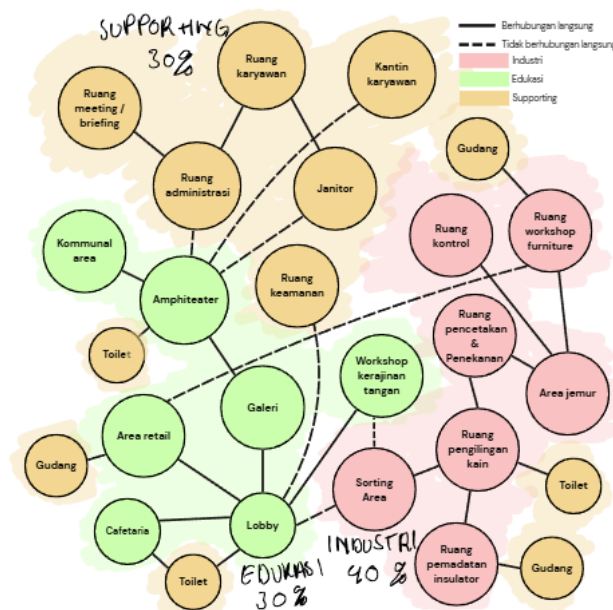 SUPPORTING
30%
Berhubungan langsung
Tidak berhubungan langsung
Industri
Edukasi
Supporting
Ruang
karyawan
Kantin
karyawan
Ruang
meeting /
briefing
Ruang
administrasi
Janitor
Gudang
Ruang
kontrol
Ruang
workshop
furniture
Kommunal
area
Amphiteater
Ruang
keamanan
Toilet
Ruang
pencetakan
&
Penekanan
Area jemur
Workshop
kerajinan
tangan
Galeri
Area retail
Gudang
Ruang
pengilingan
kain
Sorting
Area
Toilet
Cafetaria
Lobby
Toilet
EDUKASI
30%
INDUSTRI
40%
Ruang
pemadatan
insulator
Gudang